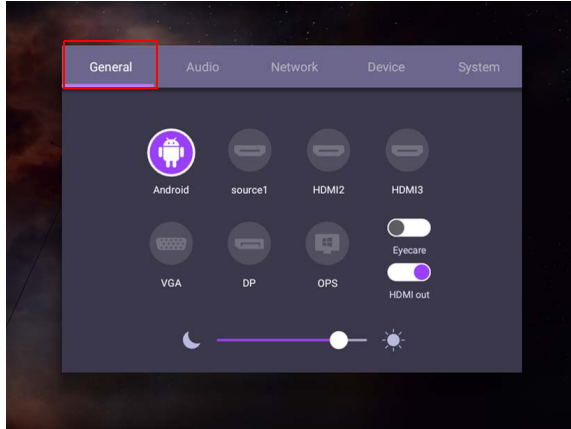 General Audio Network Device System
Android source1 HDMI2 HDMI3
Eyecare
VGA DP OPS
HDMI out